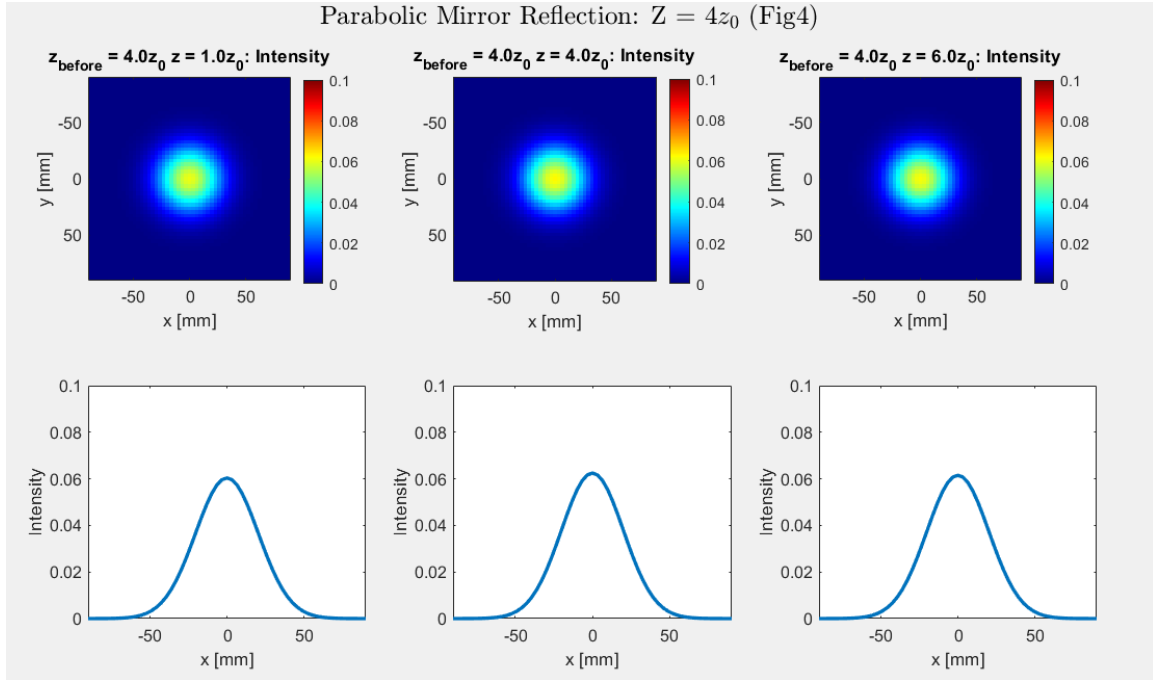 Parabolic Mirror Reflection: Z = 4z₀ (Fig4)
z_before = 4.0z₀ z = 1.0z₀: Intensity
z_before = 4.0z₀ z = 4.0z₀: Intensity
z_before = 4.0z₀ z = 6.0z₀: Intensity
-50
0
50
y [mm]
-50 0 50
x [mm]
0.1
0.08
0.06
0.04
0.02
0
-50
0
50
y [mm]
-50 0 50
x [mm]
0.1
0.08
0.06
0.04
0.02
0
-50
0
50
y [mm]
-50 0 50
x [mm]
0.1
0.08
0.06
0.04
0.02
0
0.1
0.08
0.06
0.04
0.02
0
Intensity
-50 0 50
x [mm]
0.1
0.08
0.06
0.04
0.02
0
Intensity
-50 0 50
x [mm]
0.1
0.08
0.06
0.04
0.02
0
Intensity
-50 0 50
x [mm]